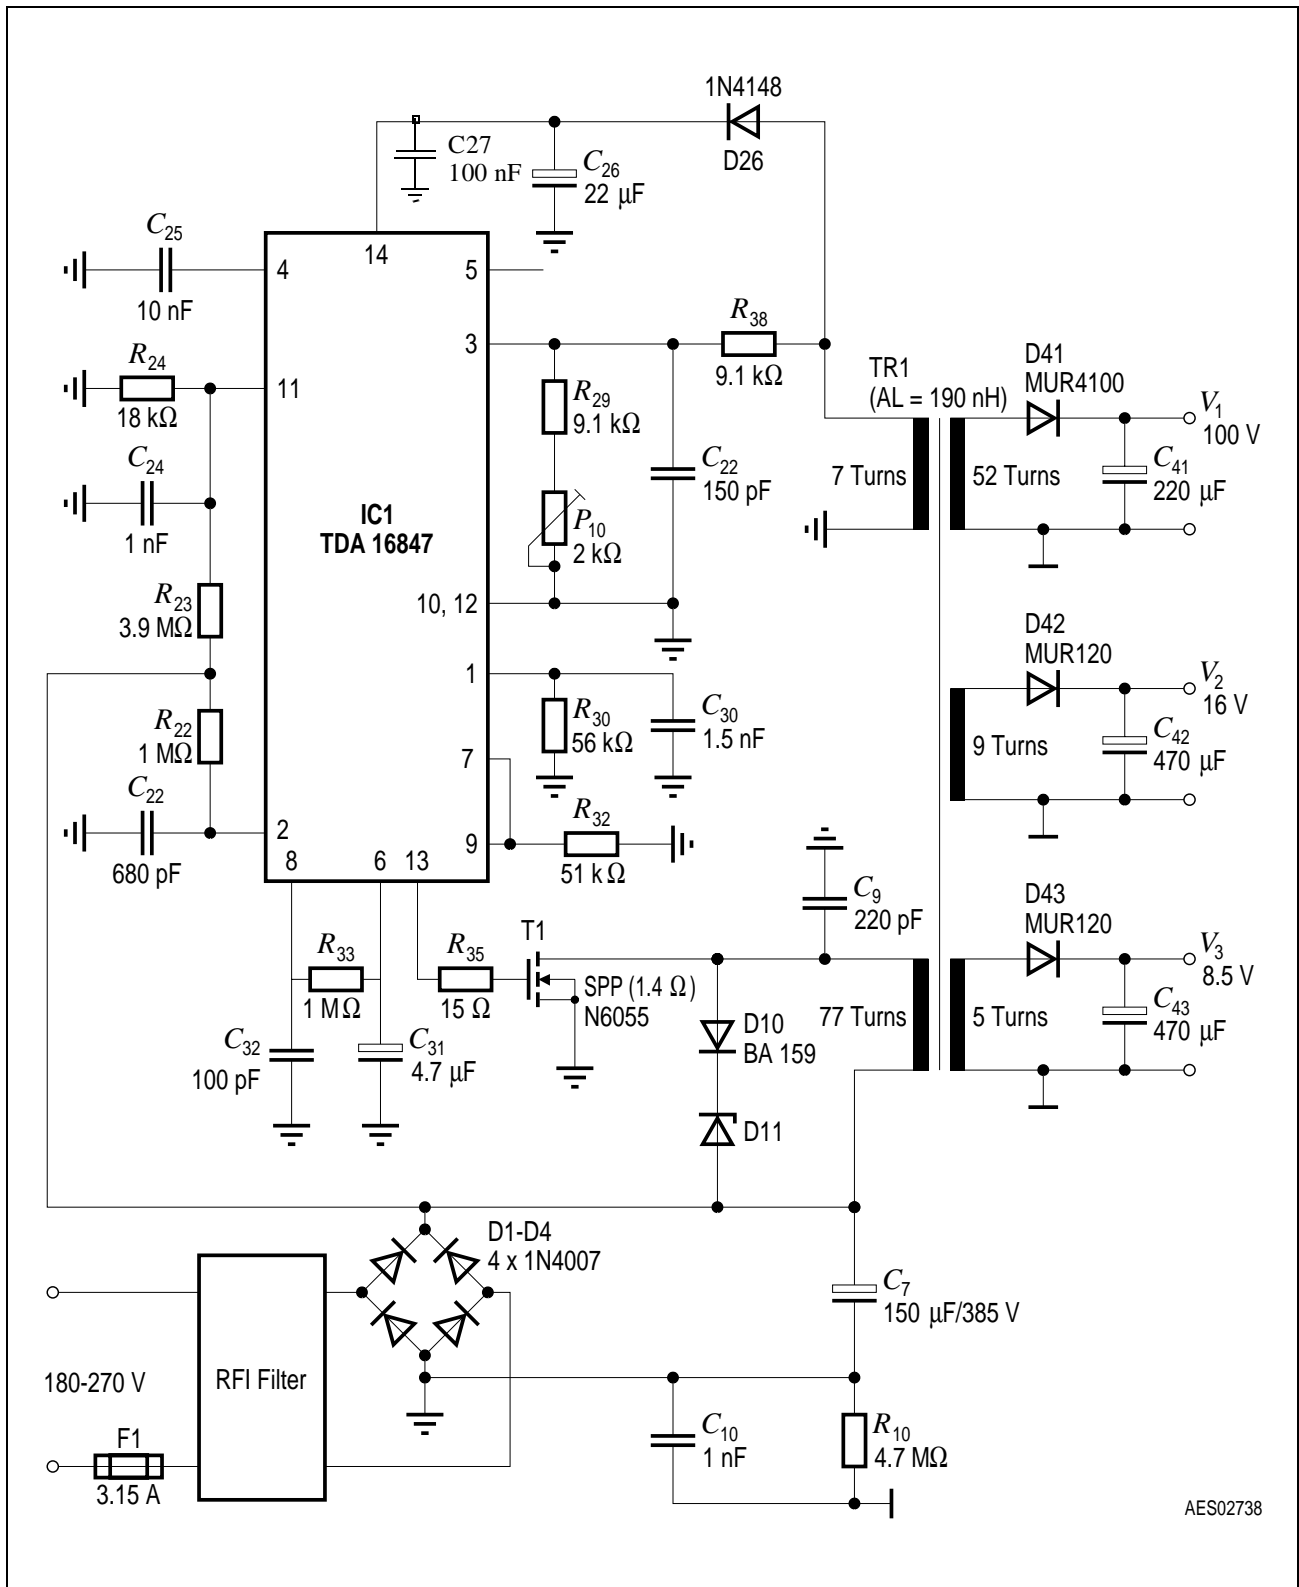 1N4148
D26
C27
100 nF
C26
22 μF
C25
10 nF
14
4
5
R24
18 kΩ
11
3
R38
9.1 kΩ
R29
9.1 kΩ
TR1
(AL = 190 nH)
D41
MUR4100
V1
100 V
C24
1 nF
C22
150 pF
7 Turns
52 Turns
C41
220 μF
IC1
TDA 16847
P10
2 kΩ
R23
3.9 MΩ
10, 12
D42
MUR120
V2
16 V
1
R22
1 MΩ
R30
56 kΩ
C30
1.5 nF
9 Turns
C42
470 μF
7
C22
680 pF
2
9
R32
51 k Ω
8
6
13
C9
220 pF
D43
MUR120
V3
8.5 V
R33
1 MΩ
R35
15 Ω
T1
SPP (1.4 Ω)
N6055
77 Turns
5 Turns
C43
470 μF
D10
BA 159
C32
100 pF
C31
4.7 μF
D11
D1-D4
4 x 1N4007
C7
150 μF/385 V
180-270 V
RFI Filter
F1
3.15 A
C10
1 nF
R10
4.7 MΩ
AES02738